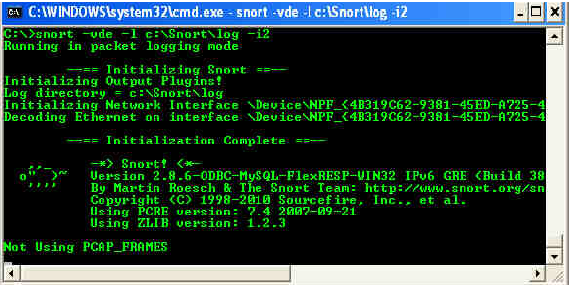 C:\WINDOWS\system32\cmd.exe - snort -vde -l c:\Snort\log -i2
C:\>snort -vde -l c:\Snort\log -i2
Running in packet logging mode
--== Initializing Snort ==--
Initializing Output Plugins!
Log directory = c:\Snort\log
Initializing Network Interface \Device\NPF_{4B319C62-9381-45ED-A725-4
Decoding Ethernet on interface \Device\NPF_{4B319C62-9381-45ED-A725-4
--== Initialization Complete ==--
,,_ -*> Snort! <*-
o"  )~ Version 2.8.6-ODBC-MySQL-FlexRESP-WIN32 IPv6 GRE (Build 38
'''' By Martin Roesch & The Snort Team: http://www.snort.org/sn
Copyright (C) 1998-2010 Sourcefire, Inc., et al.
Using PCRE version: 7.4 2007-09-21
Using ZLIB version: 1.2.3
Not Using PCAP_FRAMES